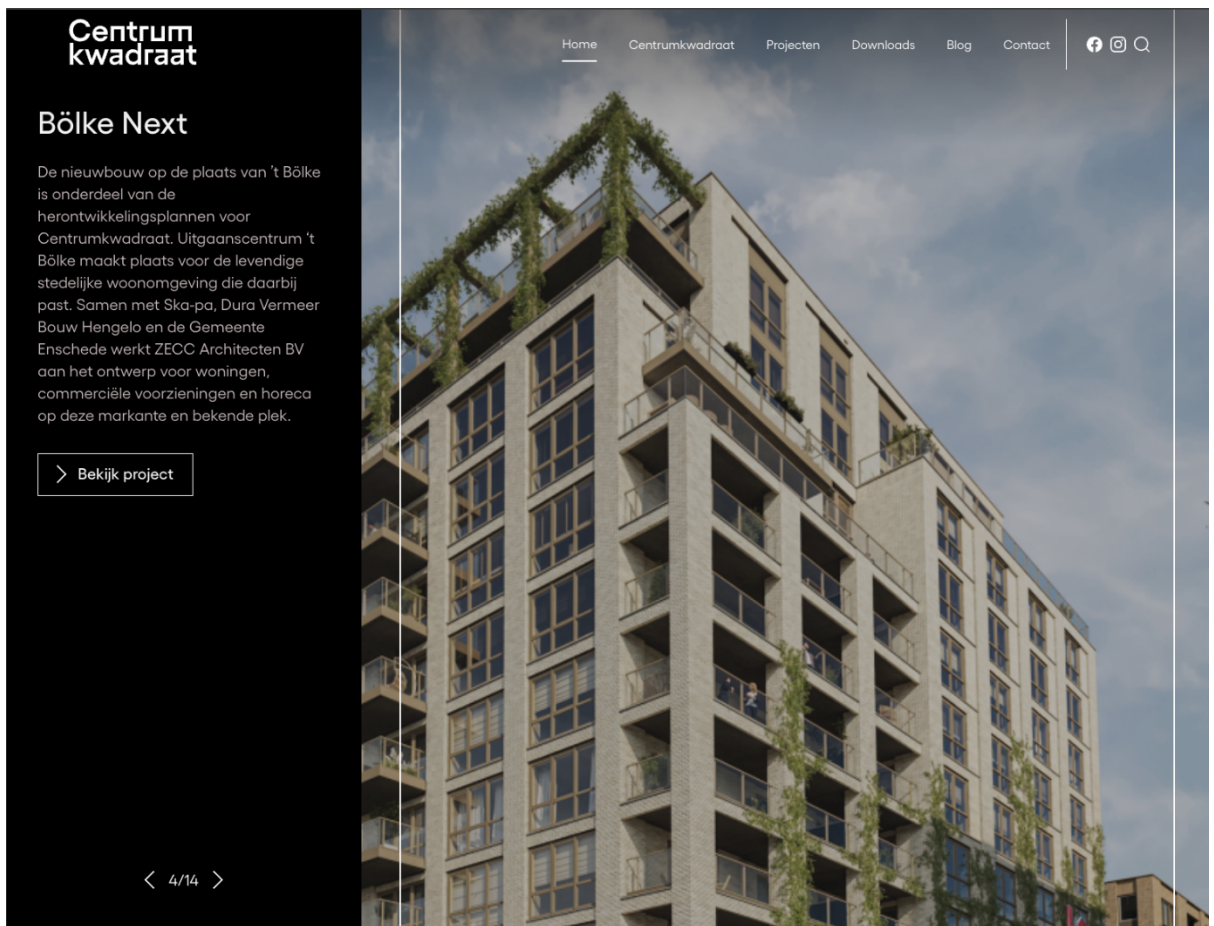 Centrum
kwadraat
Home Centrumkwadraat Projecten Downloads Blog Contact
Bölke Next
De nieuwbouw op de plaats van ’t Bölke
is onderdeel van de
herontwikkelingsplannen voor
Centrumkwadraat. Uitgaanscentrum ‘t
Bölke maakt plaats voor de levendige
stedelijke woonomgeving die daarbij
past. Samen met Ska-pa, Dura Vermeer
Bouw Hengelo en de Gemeente
Enschede werkt ZECC Architecten BV
aan het ontwerp voor woningen,
commerciële voorzieningen en horeca
op deze markante en bekende plek.
Bekijk project
4/14